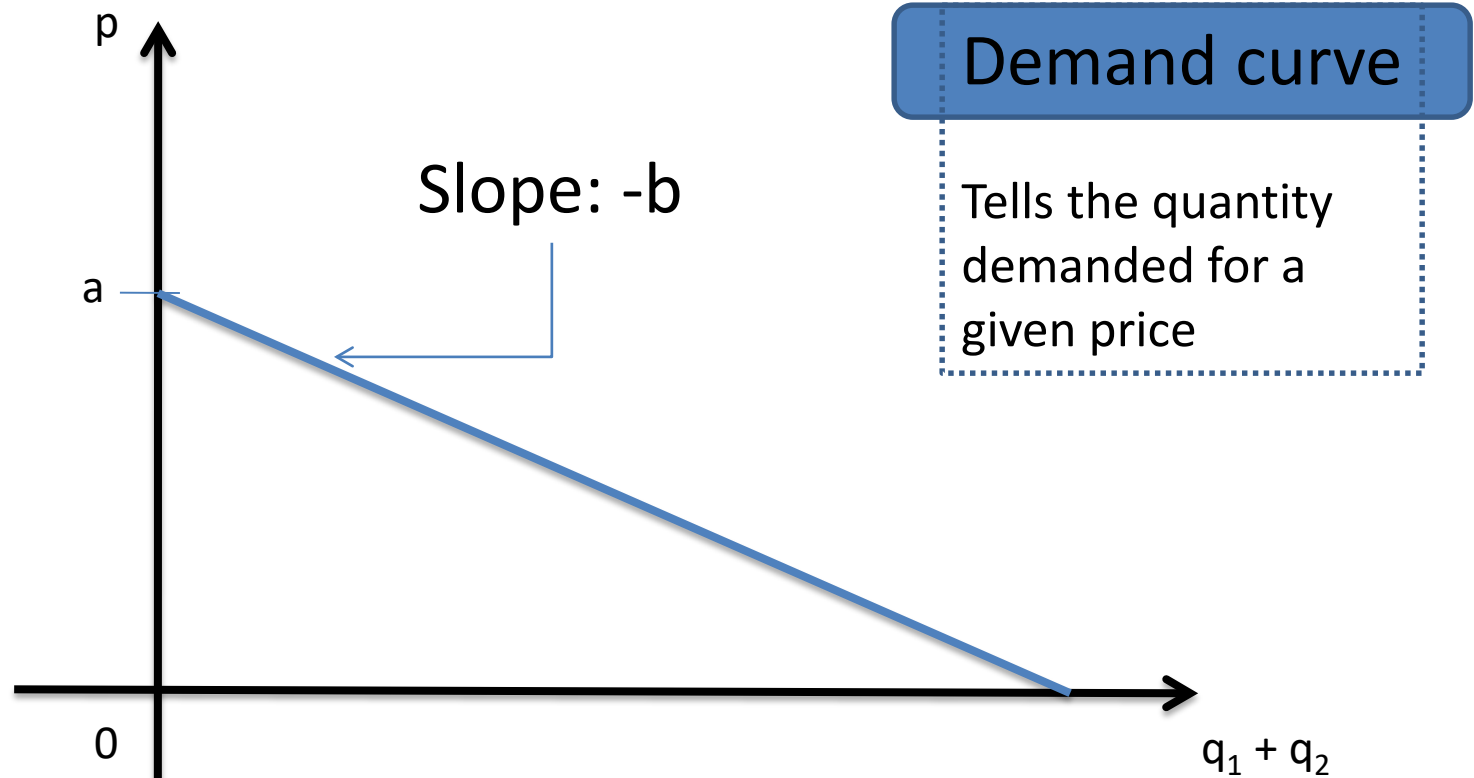 p
Demand curve
Slope: -b
Tells the quantity
demanded for a
given price
a
0
q₁ + q₂